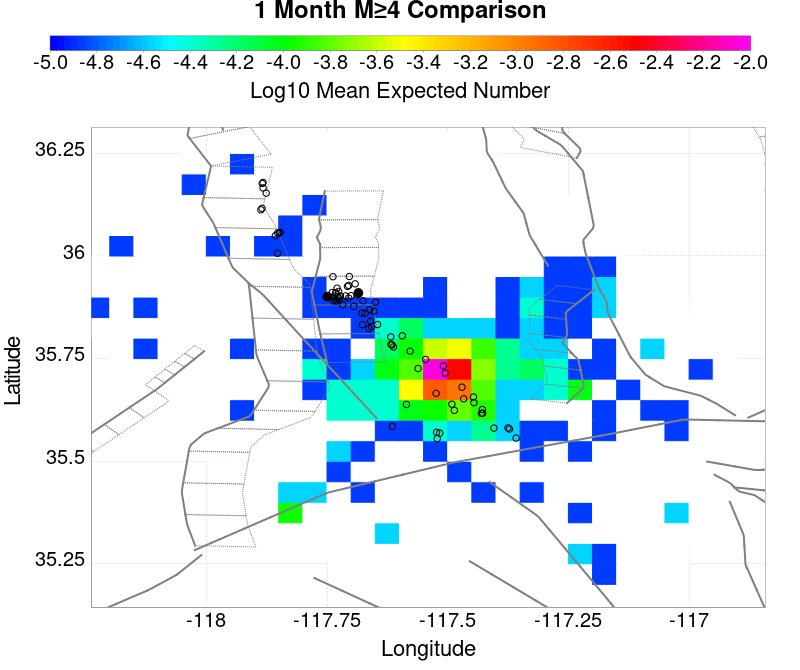 1 Month M≥4 Comparison
-5.0 -4.8 -4.6 -4.4 -4.2 -4.0 -3.8 -3.6 -3.4 -3.2 -3.0 -2.8 -2.6 -2.4 -2.2 -2.0
Log10 Mean Expected Number
36.25
36
35.75
35.5
35.25
Latitude
-118 -117.75 -117.5 -117.25 -117
Longitude